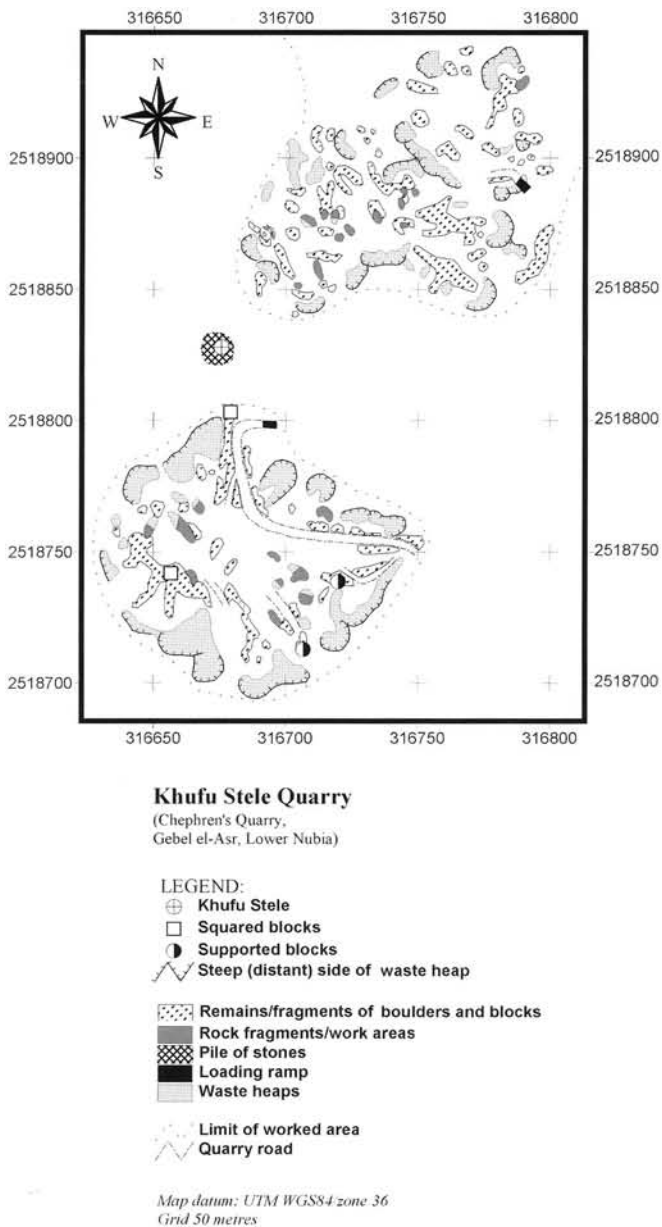 316650 316700 316750 316800
N
W E
S
2518900 2518900
2518850 2518850
2518800 2518800
2518750 2518750
2518700 2518700
316650 316700 316750 316800
Khufu Stele Quarry
(Chephren's Quarry,
Gebel el-Asr, Lower Nubia)
LEGEND:
Khufu Stele
Squared blocks
Supported blocks
Steep (distant) side of waste heap
Remains/fragments of boulders and blocks
Rock fragments/work areas
Pile of stones
Loading ramp
Waste heaps
Limit of worked area
Quarry road
Map datum: UTM WGS84 zone 36
Grid 50 metres